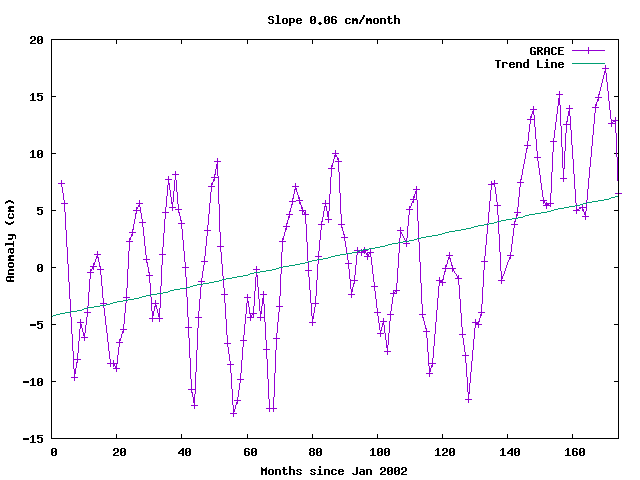 Slope 0.06 cm/month
GRACE
Trend Line
20
15
10
5
0
-5
-10
-15
Anomaly (cm)
0 20 40 60 80 100 120 140 160
Months since Jan 2002